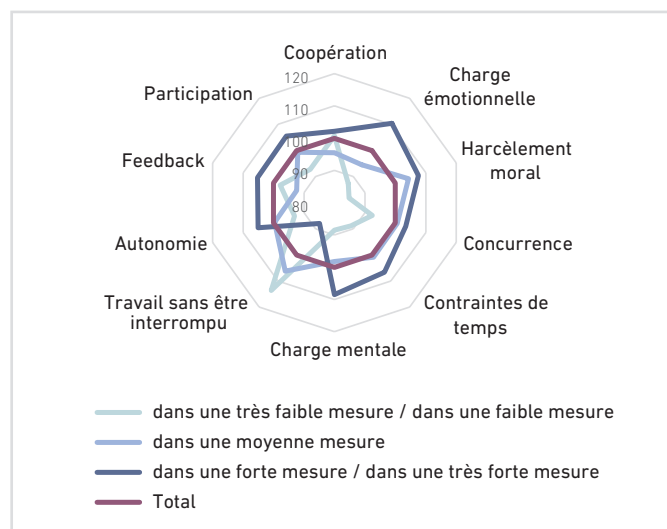 Coopération
Charge
émotionnelle
Harcèlement
moral
Concurrence
Contraintes de
temps
Charge mentale
Travail sans être
interrompu
Autonomie
Feedback
Participation
120
110
100
90
80
dans une très faible mesure / dans une faible mesure
dans une moyenne mesure
dans une forte mesure / dans une très forte mesure
Total